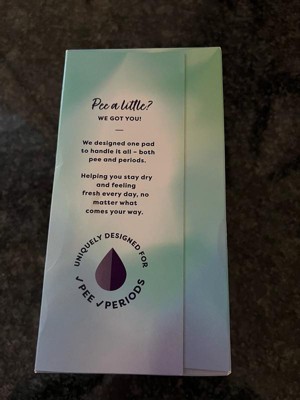 Pee a little?
WE GOT YOU!
We designed one pad
to handle it all – both
pee and periods.
Helping you stay dry
and feeling
fresh every day, no
matter what
comes your way.
UNIQUELY DESIGNED FOR
✓ PEE ✓ PERIODS